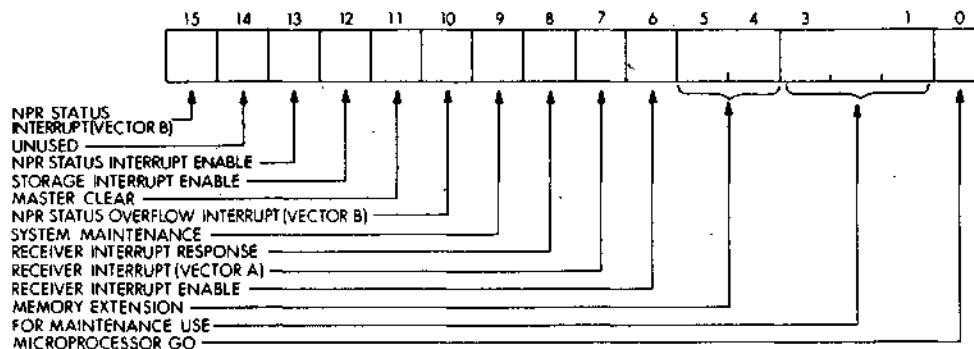 15 14 13 12 11 10 9 8 7 6 5 4 3 1 0
NPR STATUS
INTERRUPT(VECTOR B)
UNUSED
NPR STATUS INTERRUPT ENABLE
STORAGE INTERRUPT ENABLE
MASTER CLEAR
NPR STATUS OVERFLOW INTERRUPT (VECTOR B)
SYSTEM MAINTENANCE
RECEIVER INTERRUPT RESPONSE
RECEIVER INTERRUPT (VECTOR A)
RECEIVER INTERRUPT ENABLE
MEMORY EXTENSION
FOR MAINTENANCE USE
MICROPROCESSOR GO